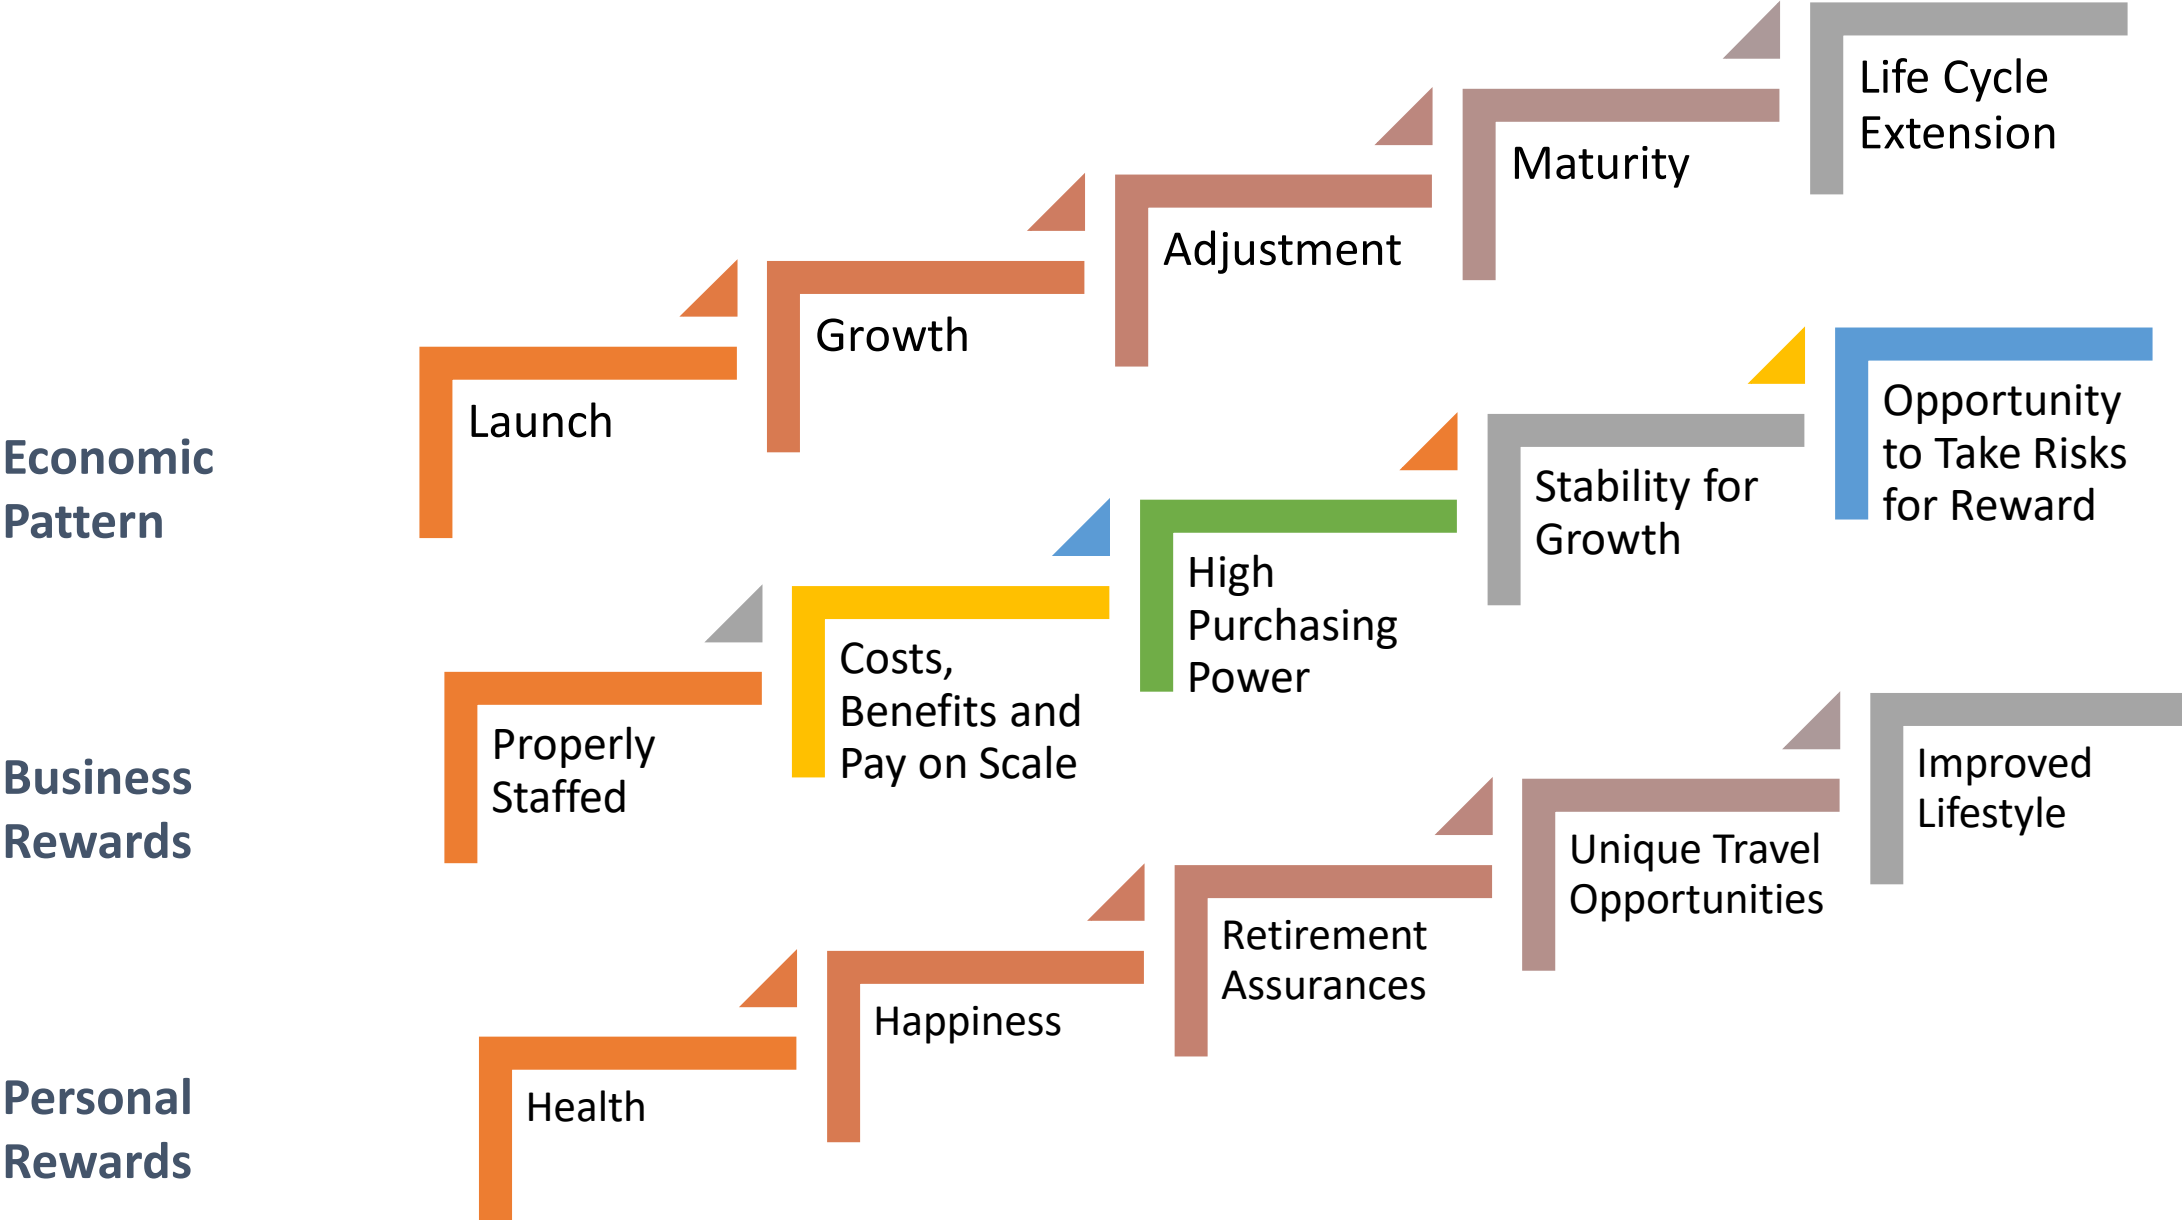 Economic
Pattern
Launch
Growth
Adjustment
Maturity
Life Cycle
Extension
Business
Rewards
Properly
Staffed
Costs,
Benefits and
Pay on Scale
High
Purchasing
Power
Stability for
Growth
Opportunity
to Take Risks
for Reward
Personal
Rewards
Health
Happiness
Retirement
Assurances
Unique Travel
Opportunities
Improved
Lifestyle